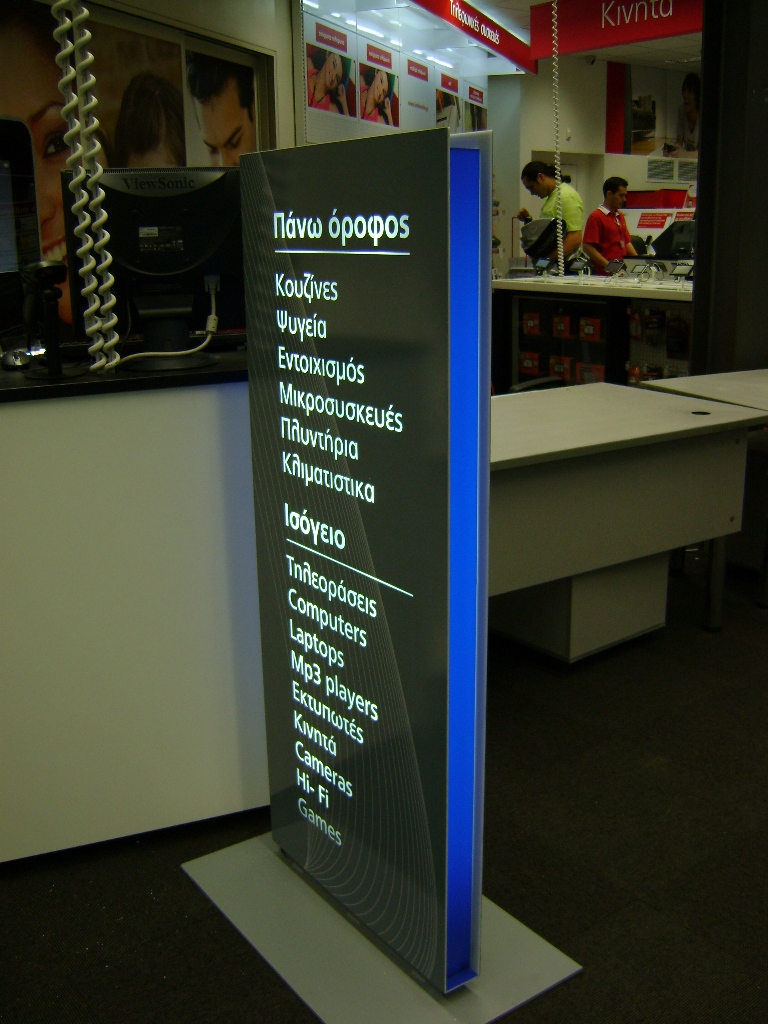 Τηλεφωνικές συσκευές
Κινητά
ViewSonic
Πάνω όροφος
Κουζίνες
Ψυγεία
Εντοιχισμός
Μικροσυσκευές
Πλυντήρια
Κλιματιστικα
Ισόγειο
Τηλεοράσεις
Computers
Laptops
Mp3 players
Εκτυπωτές
Κινητά
Cameras
Hi- Fi
Games